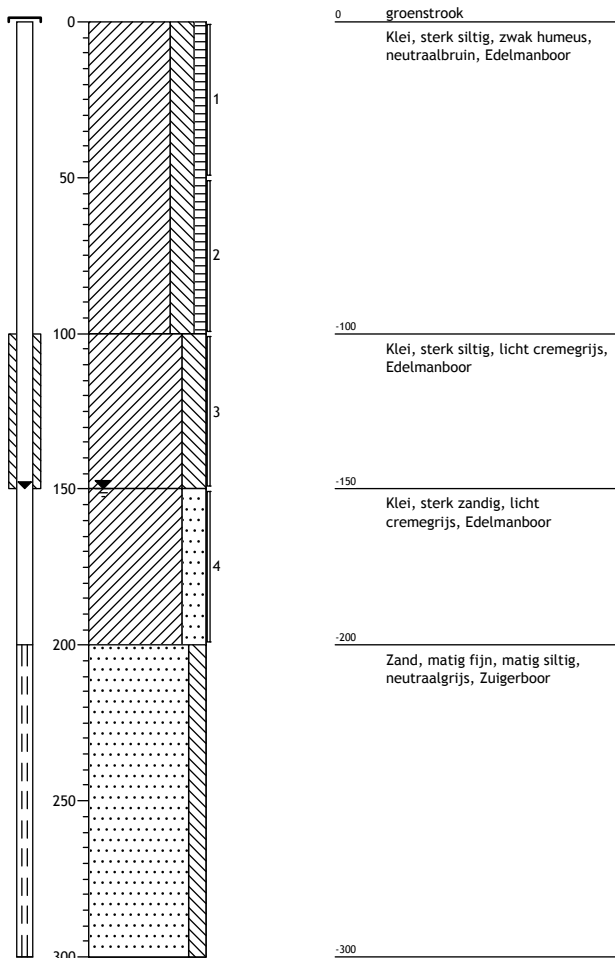 0
groenstrook
0
Klei, sterk siltig, zwak humeus,
neutraalbruin, Edelmanboor
1
50
2
100
-100
Klei, sterk siltig, licht cremegrijs,
Edelmanboor
3
150
-150
Klei, sterk zandig, licht
cremegrijs, Edelmanboor
4
200
-200
Zand, matig fijn, matig siltig,
neutraalgrijs, Zuigerboor
250
300
-300